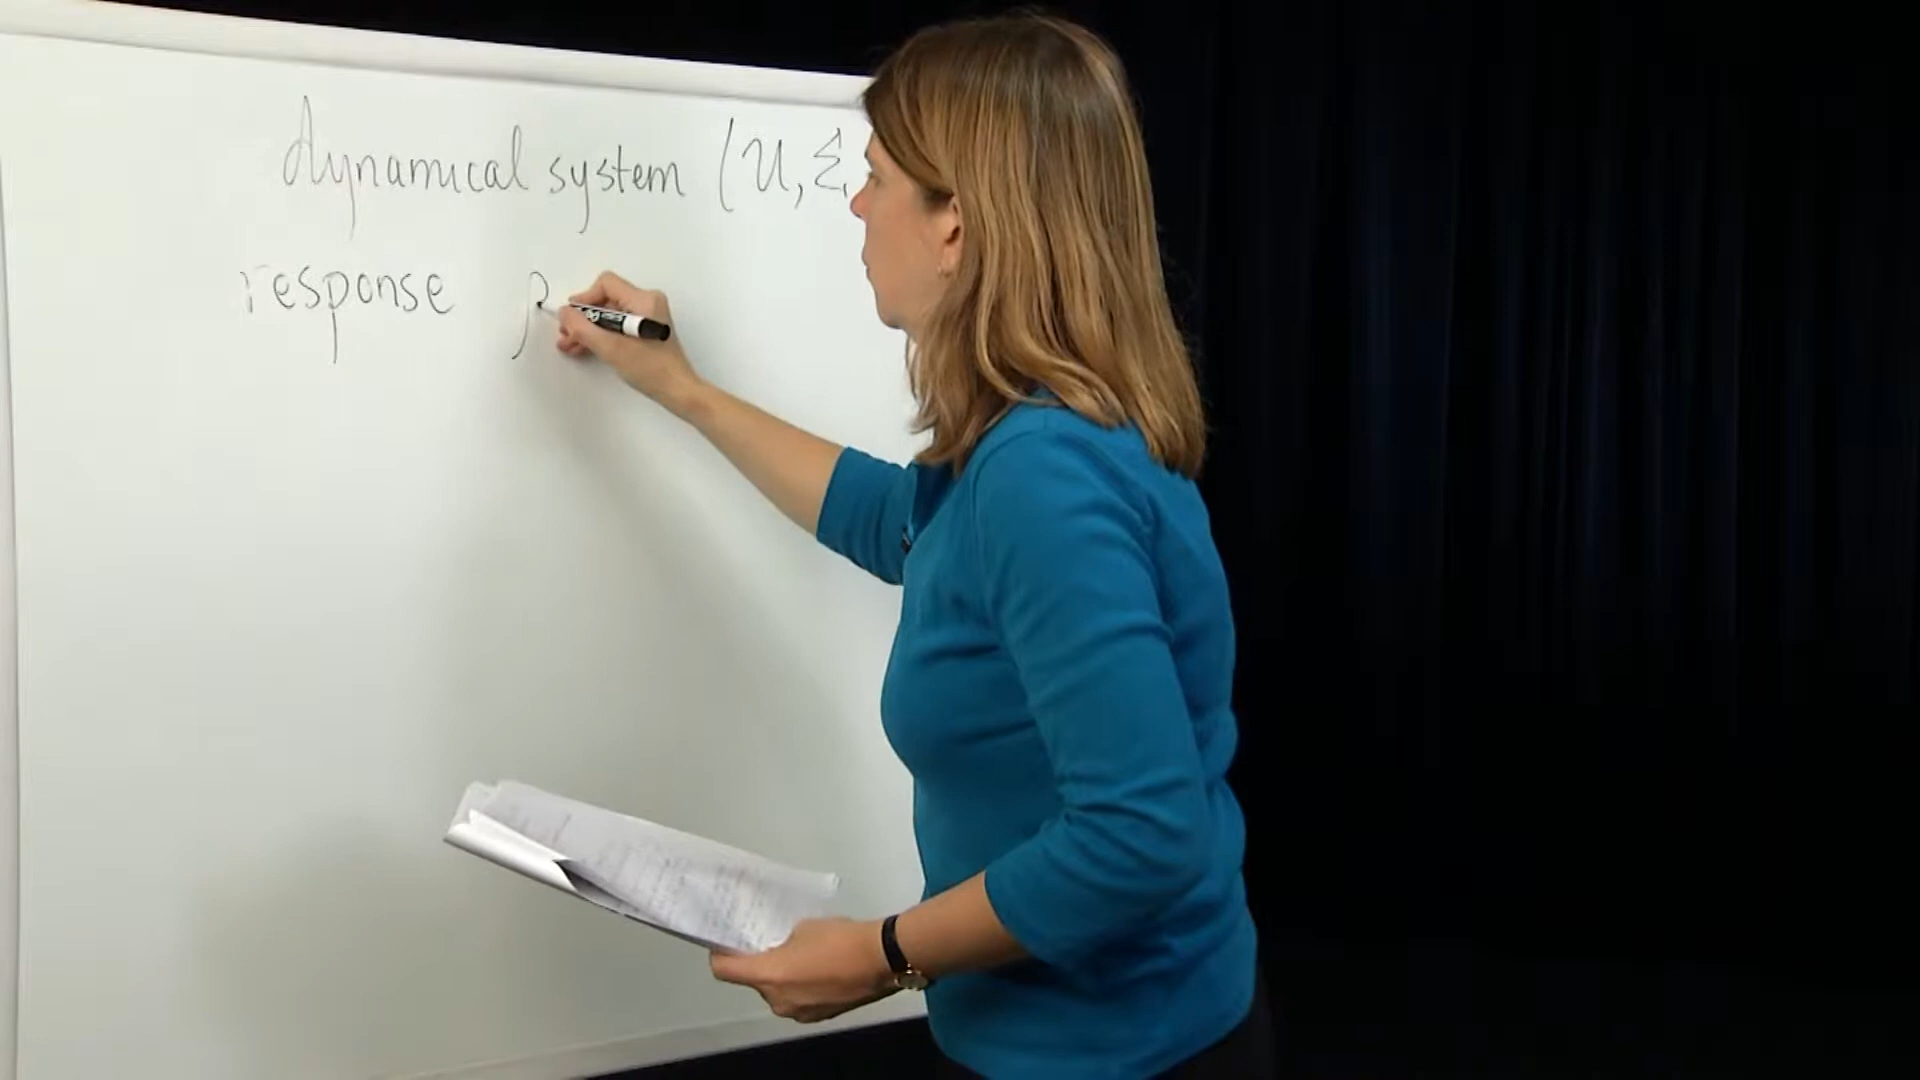 dynamical system (U, Σ,
response ρ